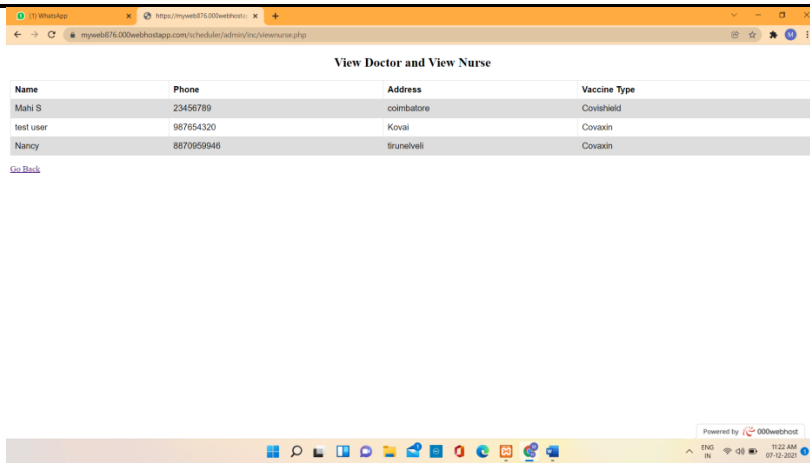 (1) WhatsApp
https://myweb876.000webhosta
myweb876.000webhostapp.com/scheduler/admin/inc/viewnurse.php
View Doctor and View Nurse
Name Phone Address Vaccine Type
Mahi S 23456789 coimbatore Covishield
test user 987654320 Kovai Covaxin
Nancy 8870959946 tirunelveli Covaxin
Go Back
Powered by 000webhost
ENG 11:22 AM
IN 07-12-2021